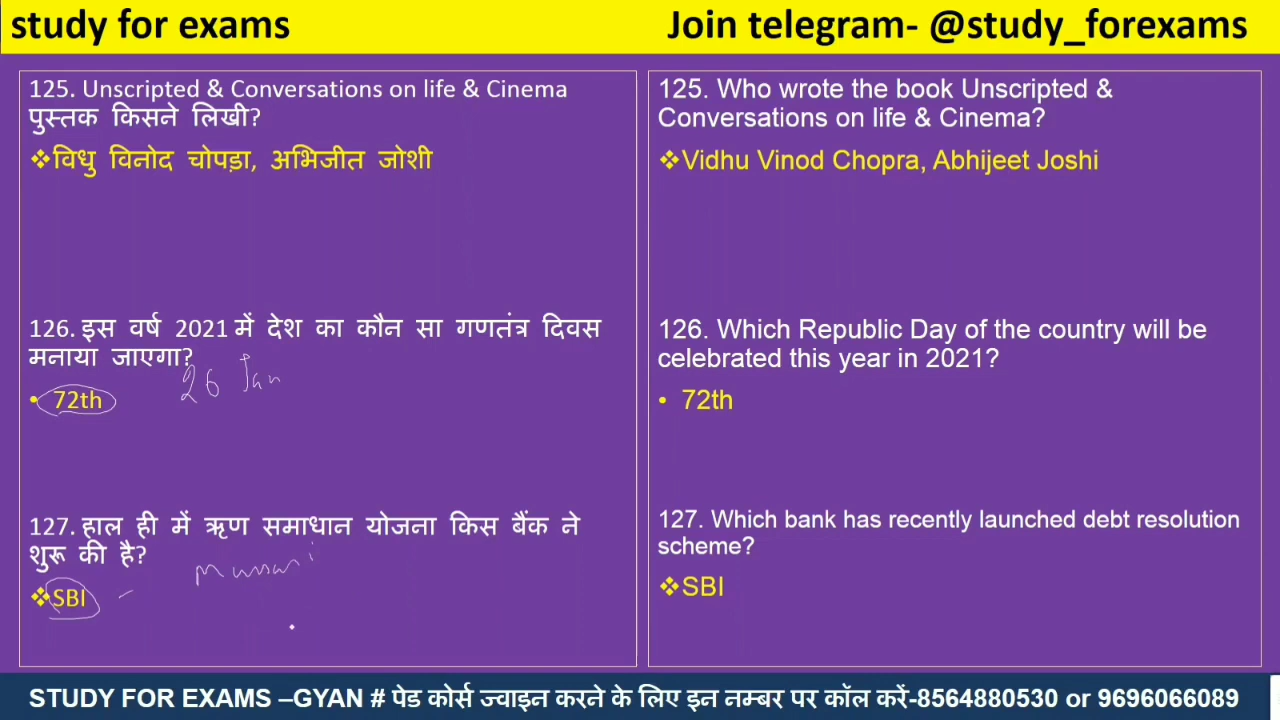 study for exams
Join telegram- @study_forexams
125. Unscripted & Conversations on life & Cinema
पुस्तक किसने लिखी?
❖विधु विनोद चोपड़ा, अभिजीत जोशी
126. इस वर्ष 2021 में देश का कौन सा गणतंत्र दिवस
मनाया जाएगा?
26 Jan
• 72th
127. हाल ही में ऋण समाधान योजना किस बैंक ने
शुरू की है?
❖SBI
125. Who wrote the book Unscripted &
Conversations on life & Cinema?
❖Vidhu Vinod Chopra, Abhijeet Joshi
126. Which Republic Day of the country will be
celebrated this year in 2021?
• 72th
127. Which bank has recently launched debt resolution
scheme?
❖SBI
STUDY FOR EXAMS –GYAN # पेड कोर्स ज्वाइन करने के लिए इन नम्बर पर कॉल करें-8564880530 or 9696066089